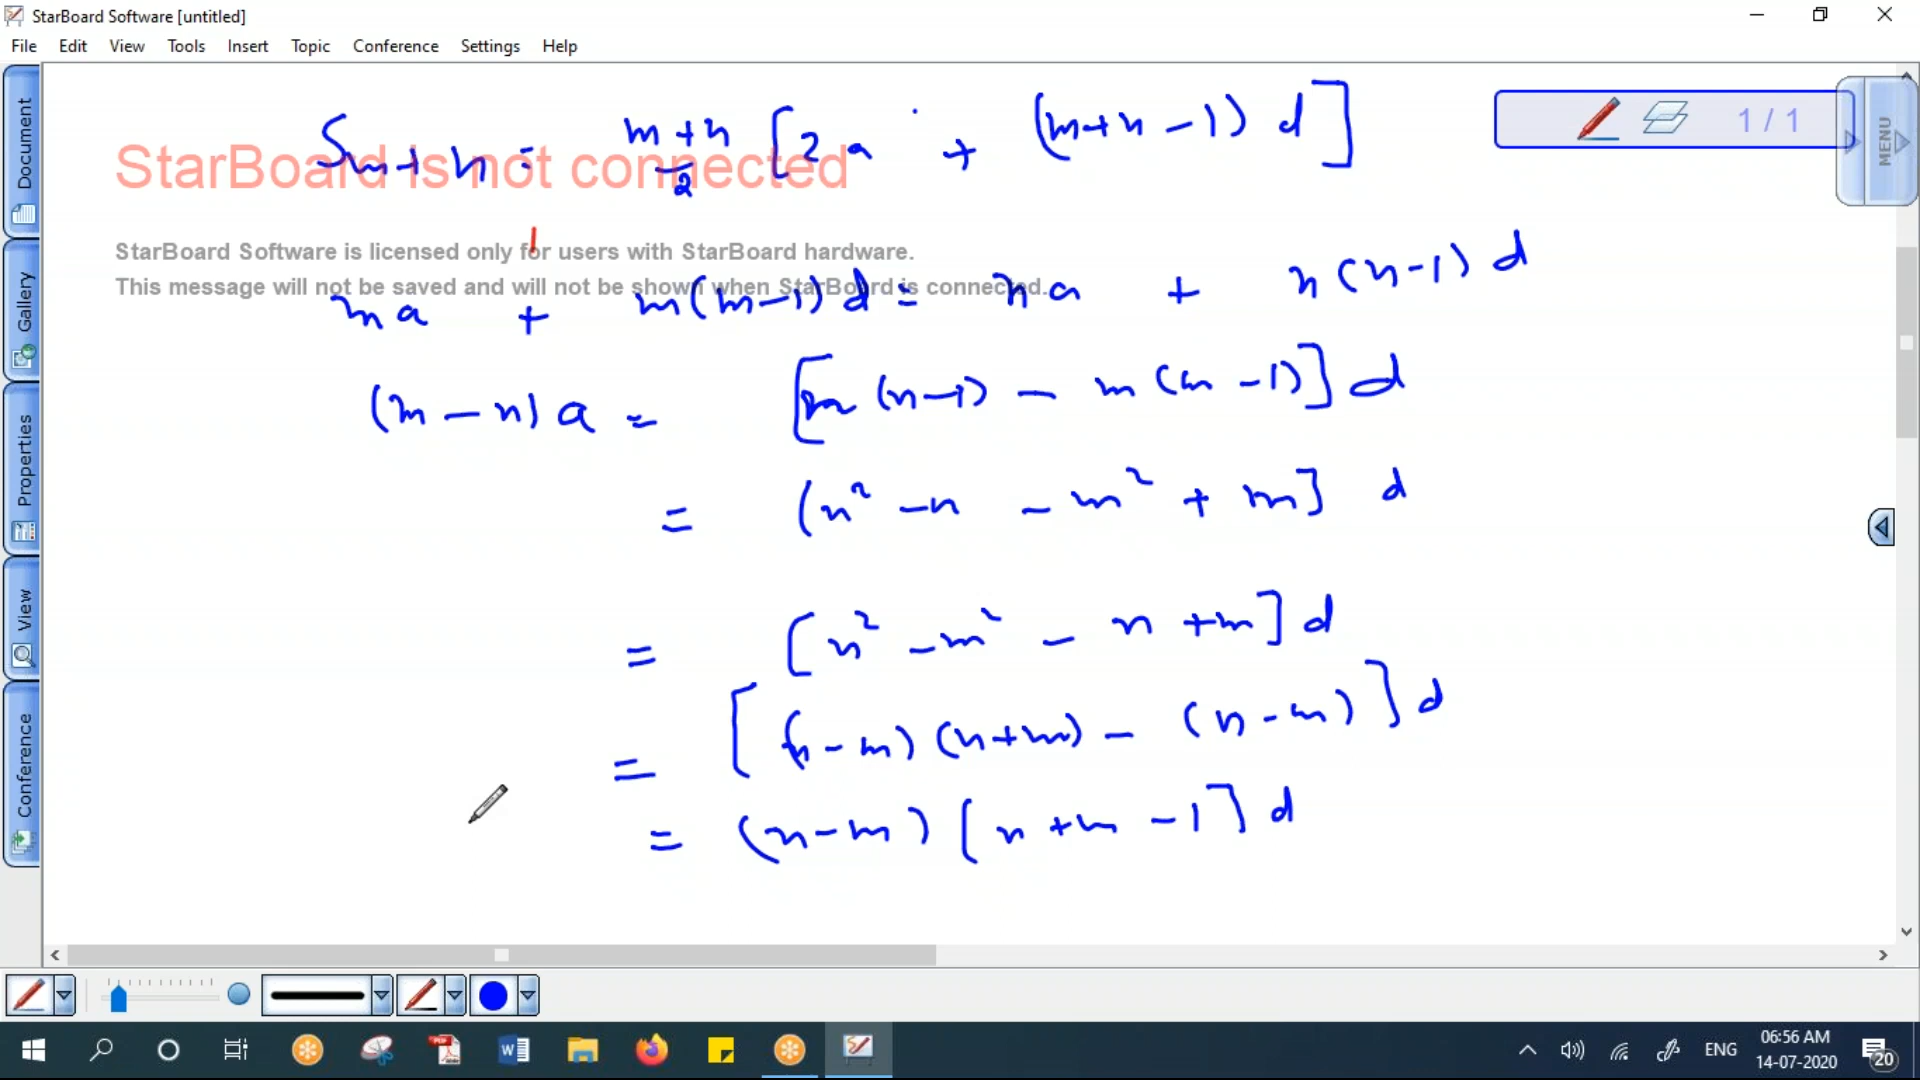 StarBoard Software [untitled]
File Edit View Tools Insert Topic Conference Settings Help
Document
Gallery
Properties
View
Conference
1 / 1
MENU
StarBoard is not connected
StarBoard Software is licensed only for users with StarBoard hardware.
This message will not be saved and will not be shown when StarBoard is connected.
Sm+n = m+n/2 [2a + (m+n-1) d]
ma + m(m-1)d = na + n(n-1) d
(m-n) a = [n (n-1) - m(m-1)] d
= (n² - n - m² + m] d
= [n² - m² - n + m] d
= [(n-m) (n+m) - (n-m)] d
= (n-m) [n+m-1] d
ENG
06:56 AM
14-07-2020
20